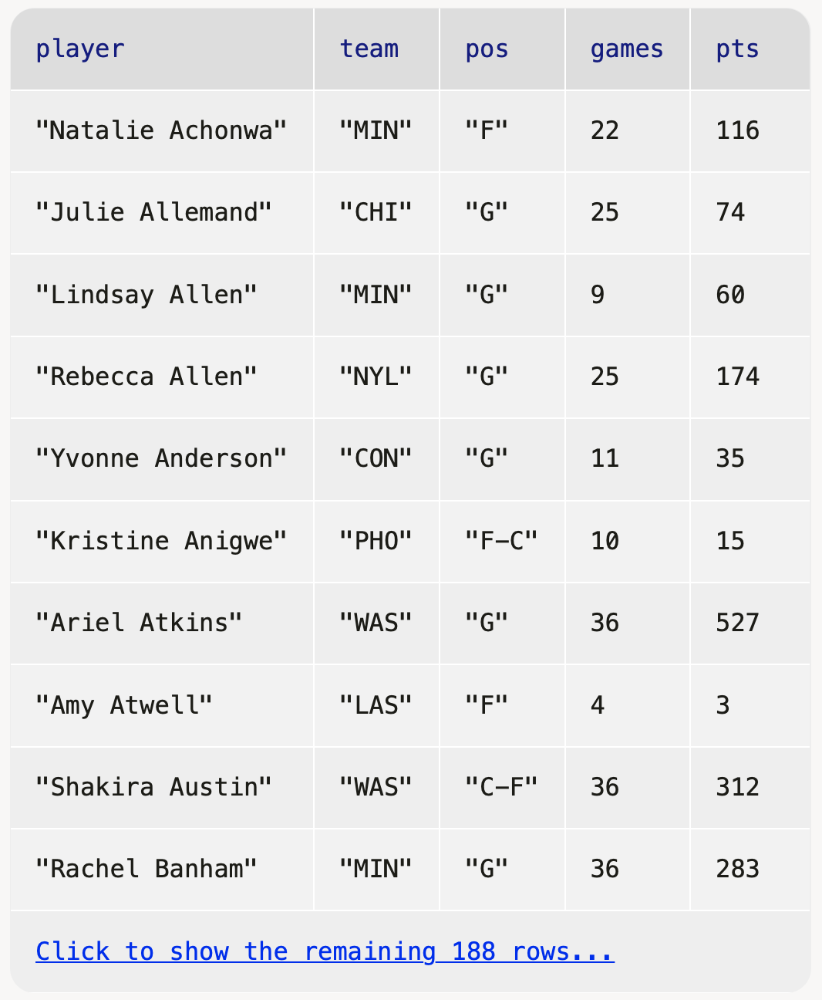 player team pos games pts
"Natalie Achonwa" "MIN" "F" 22 116
"Julie Allemand" "CHI" "G" 25 74
"Lindsay Allen" "MIN" "G" 9 60
"Rebecca Allen" "NYL" "G" 25 174
"Yvonne Anderson" "CON" "G" 11 35
"Kristine Anigwe" "PHO" "F-C" 10 15
"Ariel Atkins" "WAS" "G" 36 527
"Amy Atwell" "LAS" "F" 4 3
"Shakira Austin" "WAS" "C-F" 36 312
"Rachel Banham" "MIN" "G" 36 283
Click to show the remaining 188 rows...